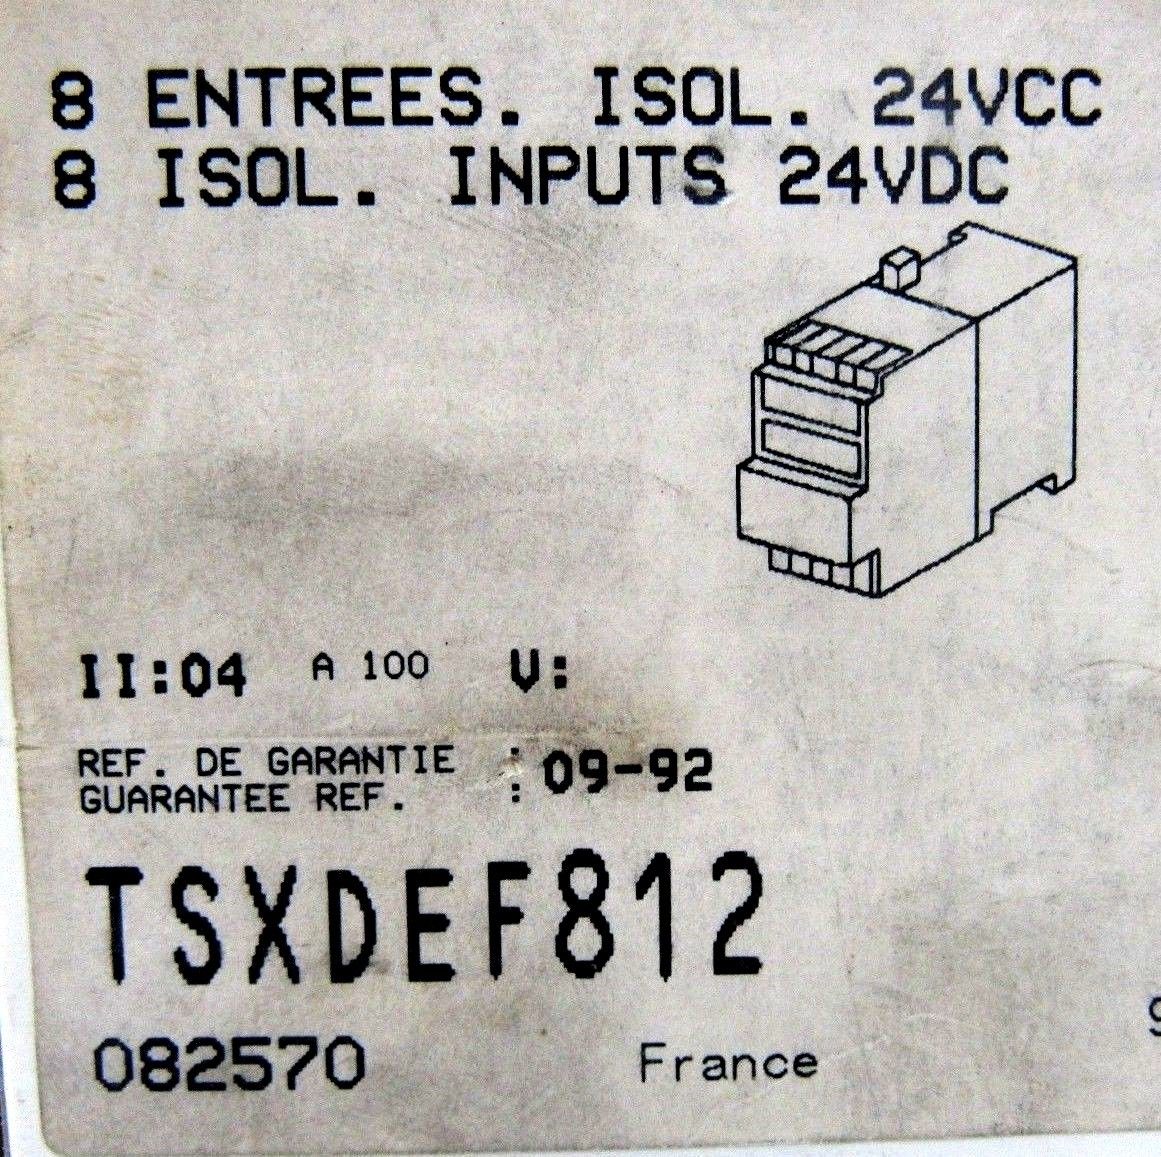 8 ENTREES. ISOL. 24VCC
8 ISOL. INPUTS 24VDC
II:04 A 100 V:
REF. DE GARANTIE : 09-92
GUARANTEE REF. :
TSXDEF812
082570 France